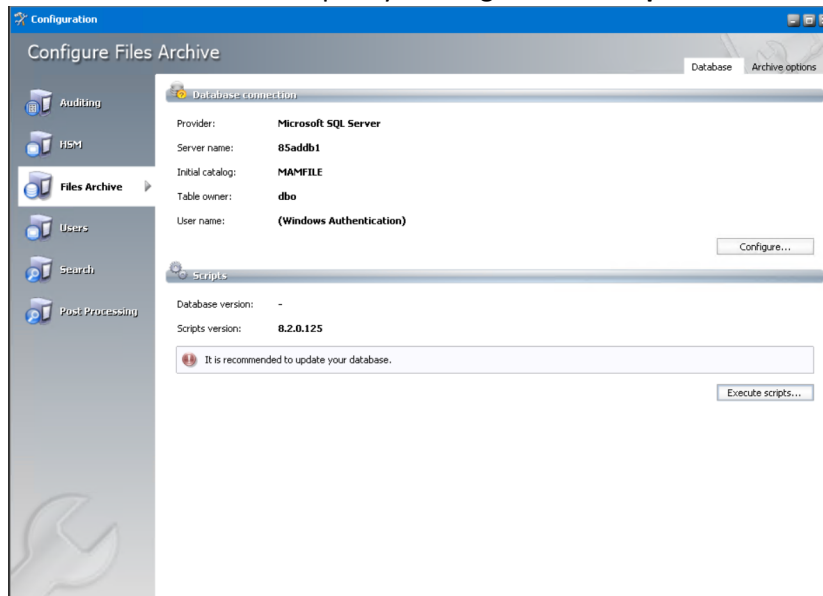 Configuration
Configure Files Archive
Database Archive options
Auditing
HSM
Files Archive
Users
Search
Post Processing
Database connection
Provider: Microsoft SQL Server
Server name: 85addb1
Initial catalog: MAMFILE
Table owner: dbo
User name: (Windows Authentication)
Configure...
Scripts
Database version: -
Scripts version: 8.2.0.125
It is recommended to update your database.
Execute scripts...